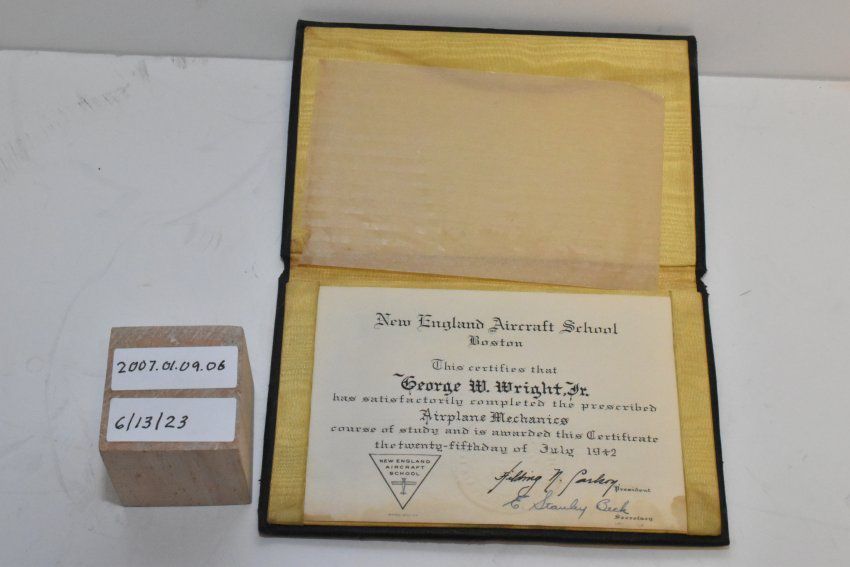 2007.01.09.06
6/13/23
New England Aircraft School
Boston
This certifies that
George W. Wright, Jr.
has satisfactorily completed the prescribed
Airplane Mechanics
course of study and is awarded this Certificate
the twenty-fifth day of July 1942
NEW ENGLAND
AIRCRAFT
SCHOOL
President
E. Stanley Beck
Secretary